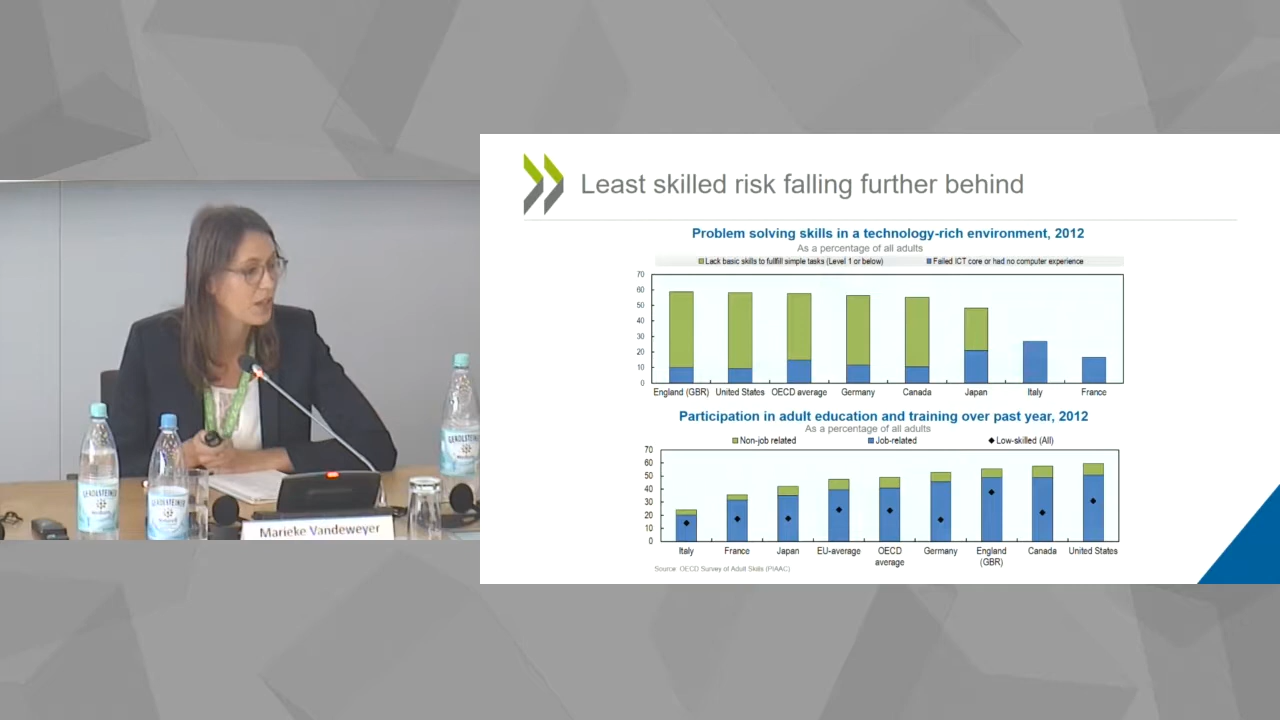 Least skilled risk falling further behind
Problem solving skills in a technology-rich environment, 2012
As a percentage of all adults
Lack basic skills to fullfill simple tasks (Level 1 or below) Failed ICT core or had no computer experience
70
60
50
40
30
20
10
0
England (GBR) United States OECD average Germany Canada Japan Italy France
Participation in adult education and training over past year, 2012
As a percentage of all adults
Non-job related Job-related Low-skilled (All)
70
60
50
40
30
20
10
0
Italy France Japan EU-average OECD average Germany England (GBR) Canada United States
Source: OECD Survey of Adult Skills (PIAAC)
GEROLSTEINER
GEROLSTEINER
Marieke Vandeweyer